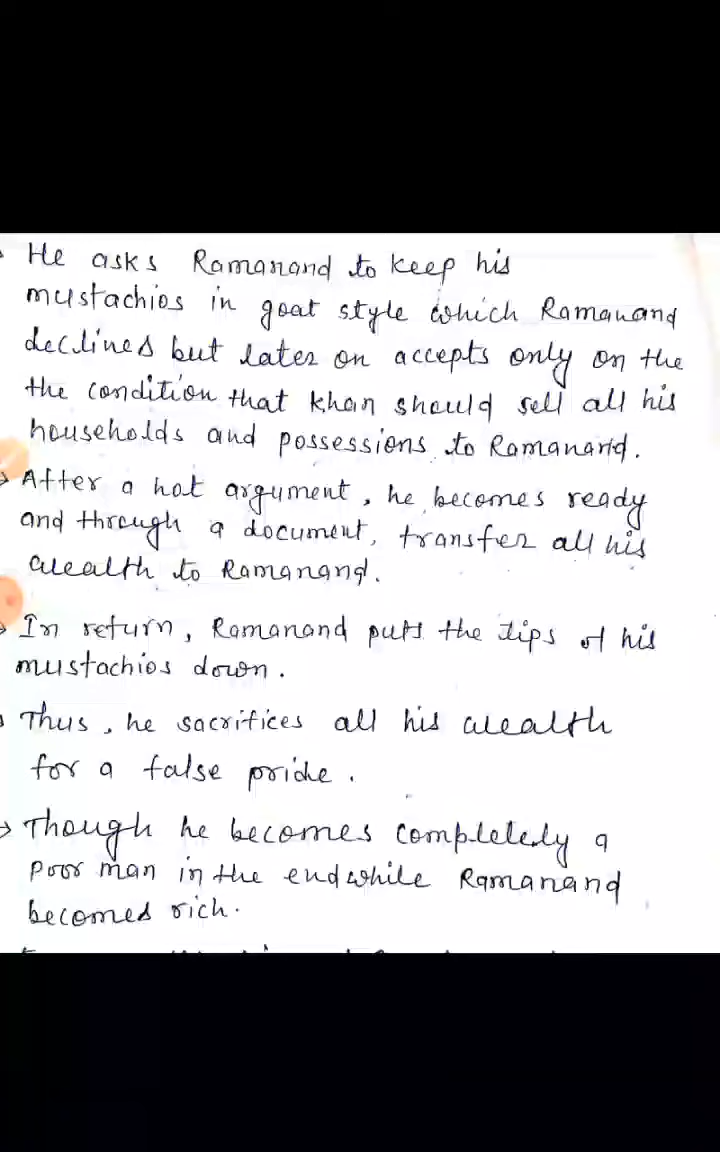 He asks Ramanand to keep his
mustachios in goat style which Ramanand
declines but later on accepts only on the
the condition that khan should sell all his
households and possessions to Ramanand.
→ After a hot argument, he becomes ready
and through a document, transfer all his
wealth to Ramanand.
→ In return, Ramanand puts the tips of his
mustachios down.
→ Thus, he sacrifices all his wealth
for a false pride.
→ Though he becomes completely a
poor man in the end while Ramanand
becomes rich.